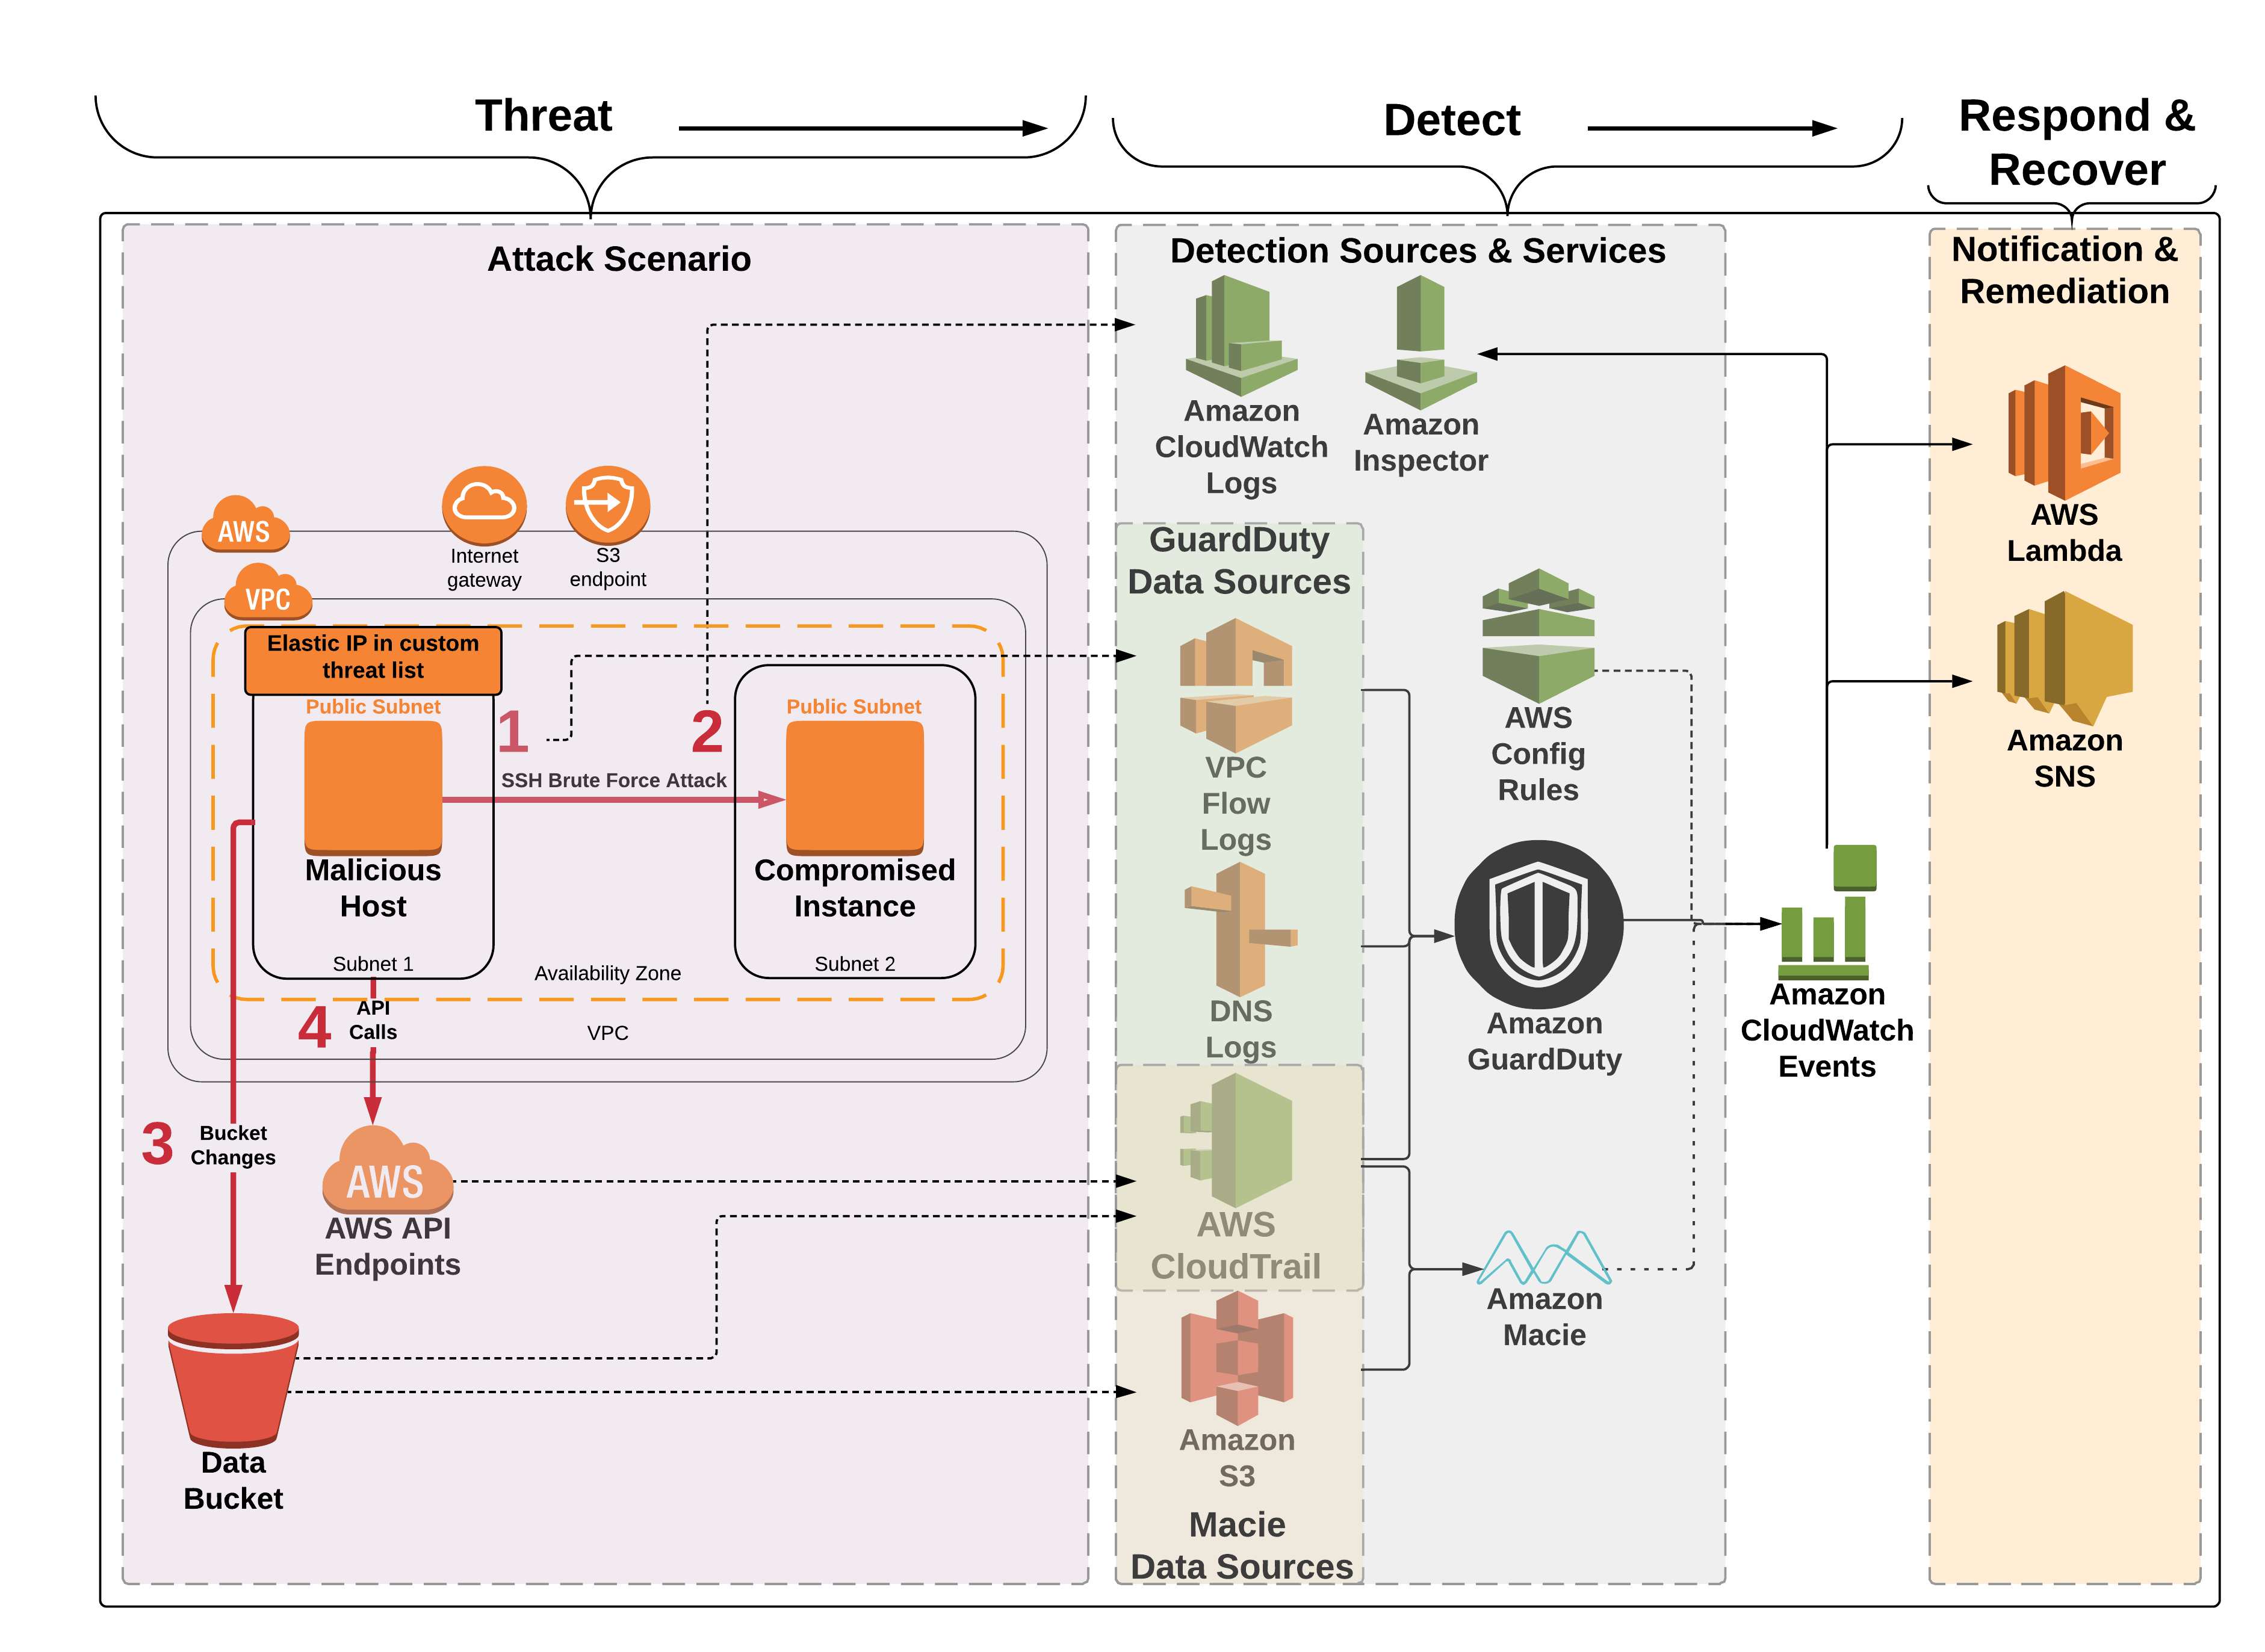 Threat
Detect
Respond &
Recover
Attack Scenario
Detection Sources & Services
Notification &
Remediation
Amazon
CloudWatch
Logs
Amazon
Inspector
AWS
Lambda
Amazon
SNS
AWS
Internet
gateway
S3
endpoint
VPC
Elastic IP in custom
threat list
Public Subnet
1
2
Public Subnet
SSH Brute Force Attack
Malicious
Host
Compromised
Instance
Subnet 1
Availability Zone
Subnet 2
4
API
Calls
VPC
3
Bucket
Changes
AWS
AWS API
Endpoints
Data
Bucket
GuardDuty
Data Sources
VPC
Flow
Logs
DNS
Logs
AWS
CloudTrail
Amazon
S3
Macie
Data Sources
AWS
Config
Rules
Amazon
GuardDuty
Amazon
Macie
Amazon
CloudWatch
Events